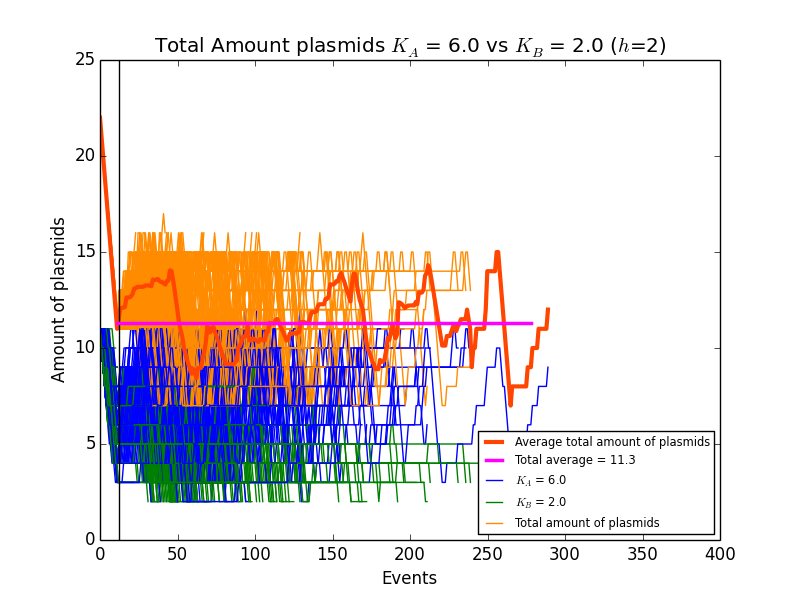 Total Amount plasmids K_A = 6.0 vs K_B = 2.0 (h=2)
25
20
15
10
5
0
Amount of plasmids
0 50 100 150 200 250 300 350 400
Events
Average total amount of plasmids
Total average = 11.3
K_A = 6.0
K_B = 2.0
Total amount of plasmids